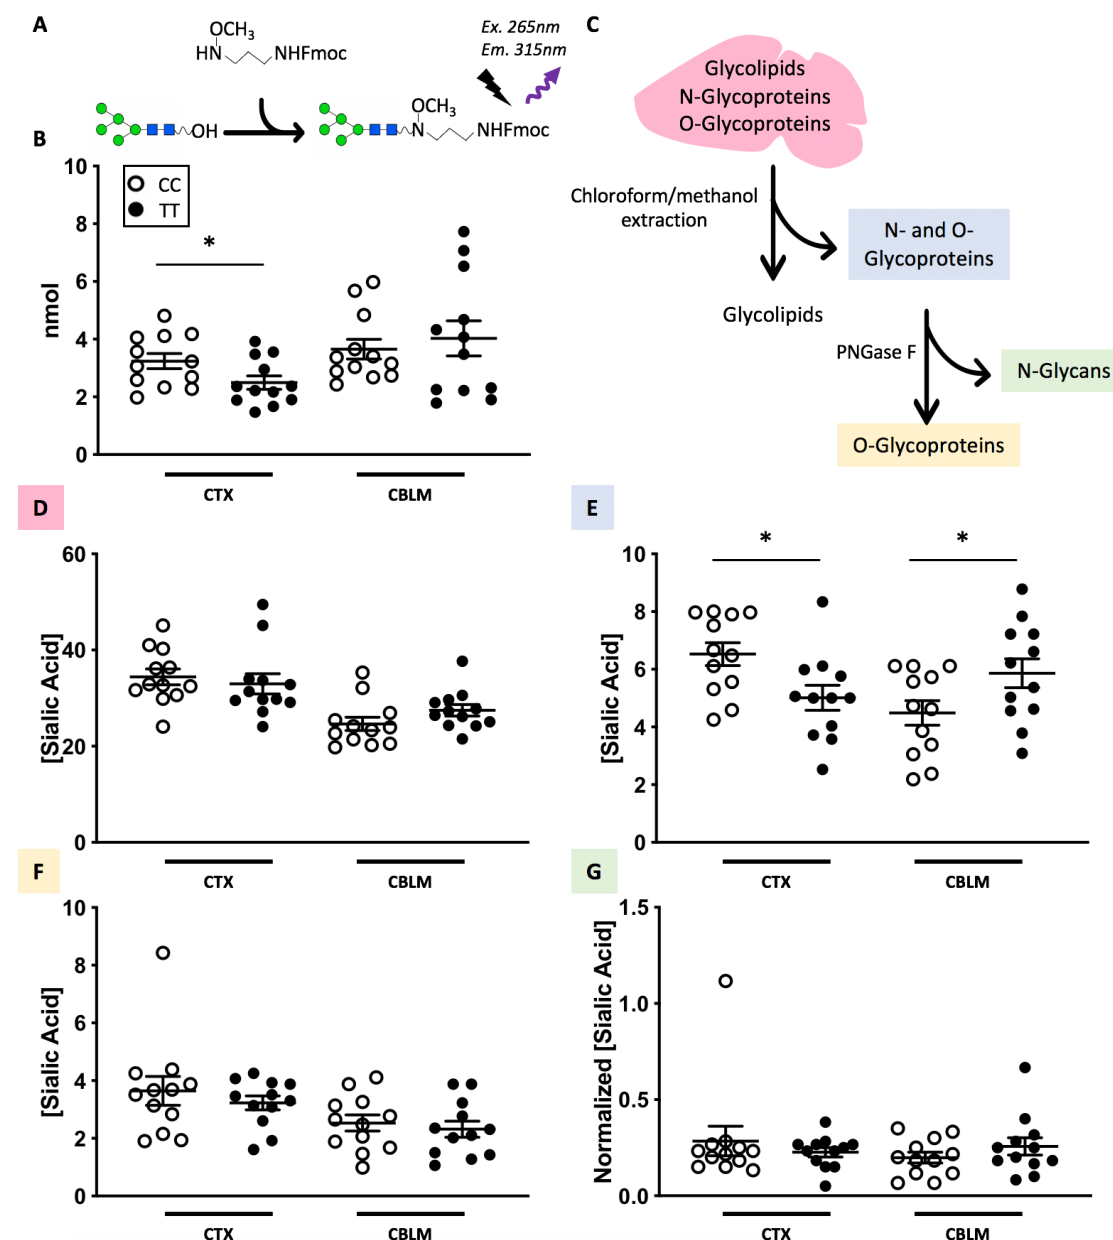 A
OCH₃
HN
NHFmoc
Ex. 265nm
Em. 315nm
OH
OCH₃
N
NHFmoc
B
10
8
6
4
2
0
nmol
CC
TT
*
CTX
CBLM
C
Glycolipids
N-Glycoproteins
O-Glycoproteins
Chloroform/methanol
extraction
N- and O-
Glycoproteins
Glycolipids
PNGase F
N-Glycans
O-Glycoproteins
D
60
40
20
0
[Sialic Acid]
CTX
CBLM
E
10
8
6
4
2
0
[Sialic Acid]
*
*
CTX
CBLM
F
10
8
6
4
2
0
[Sialic Acid]
CTX
CBLM
G
1.5
1.0
0.5
0.0
Normalized [Sialic Acid]
CTX
CBLM